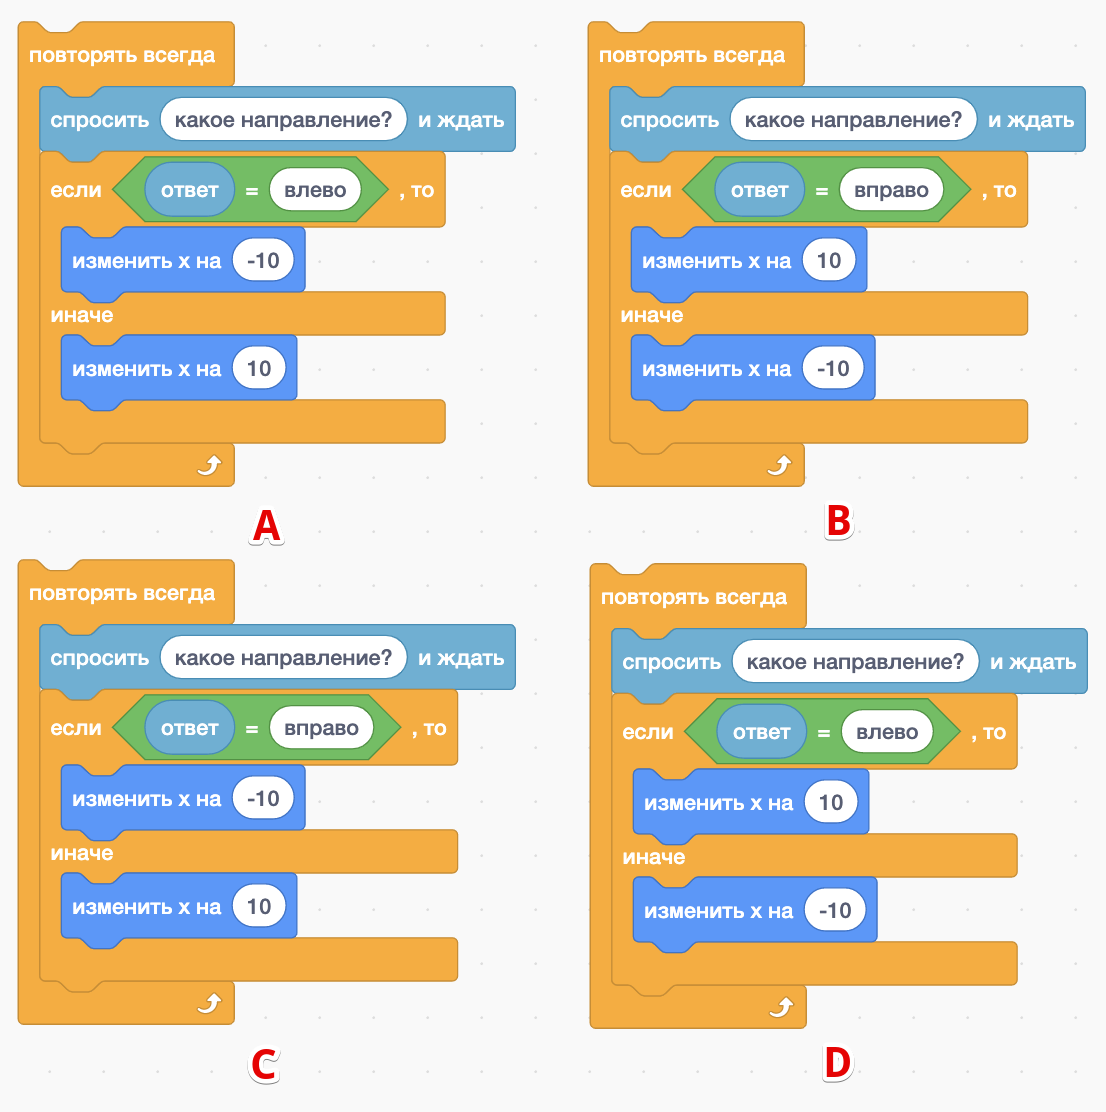 повторять всегда
спросить какое направление? и ждать
если ответ = влево , то
изменить x на -10
иначе
изменить x на 10
A
повторять всегда
спросить какое направление? и ждать
если ответ = вправо , то
изменить x на 10
иначе
изменить x на -10
B
повторять всегда
спросить какое направление? и ждать
если ответ = вправо , то
изменить x на -10
иначе
изменить x на 10
C
повторять всегда
спросить какое направление? и ждать
если ответ = влево , то
изменить x на 10
иначе
изменить x на -10
D